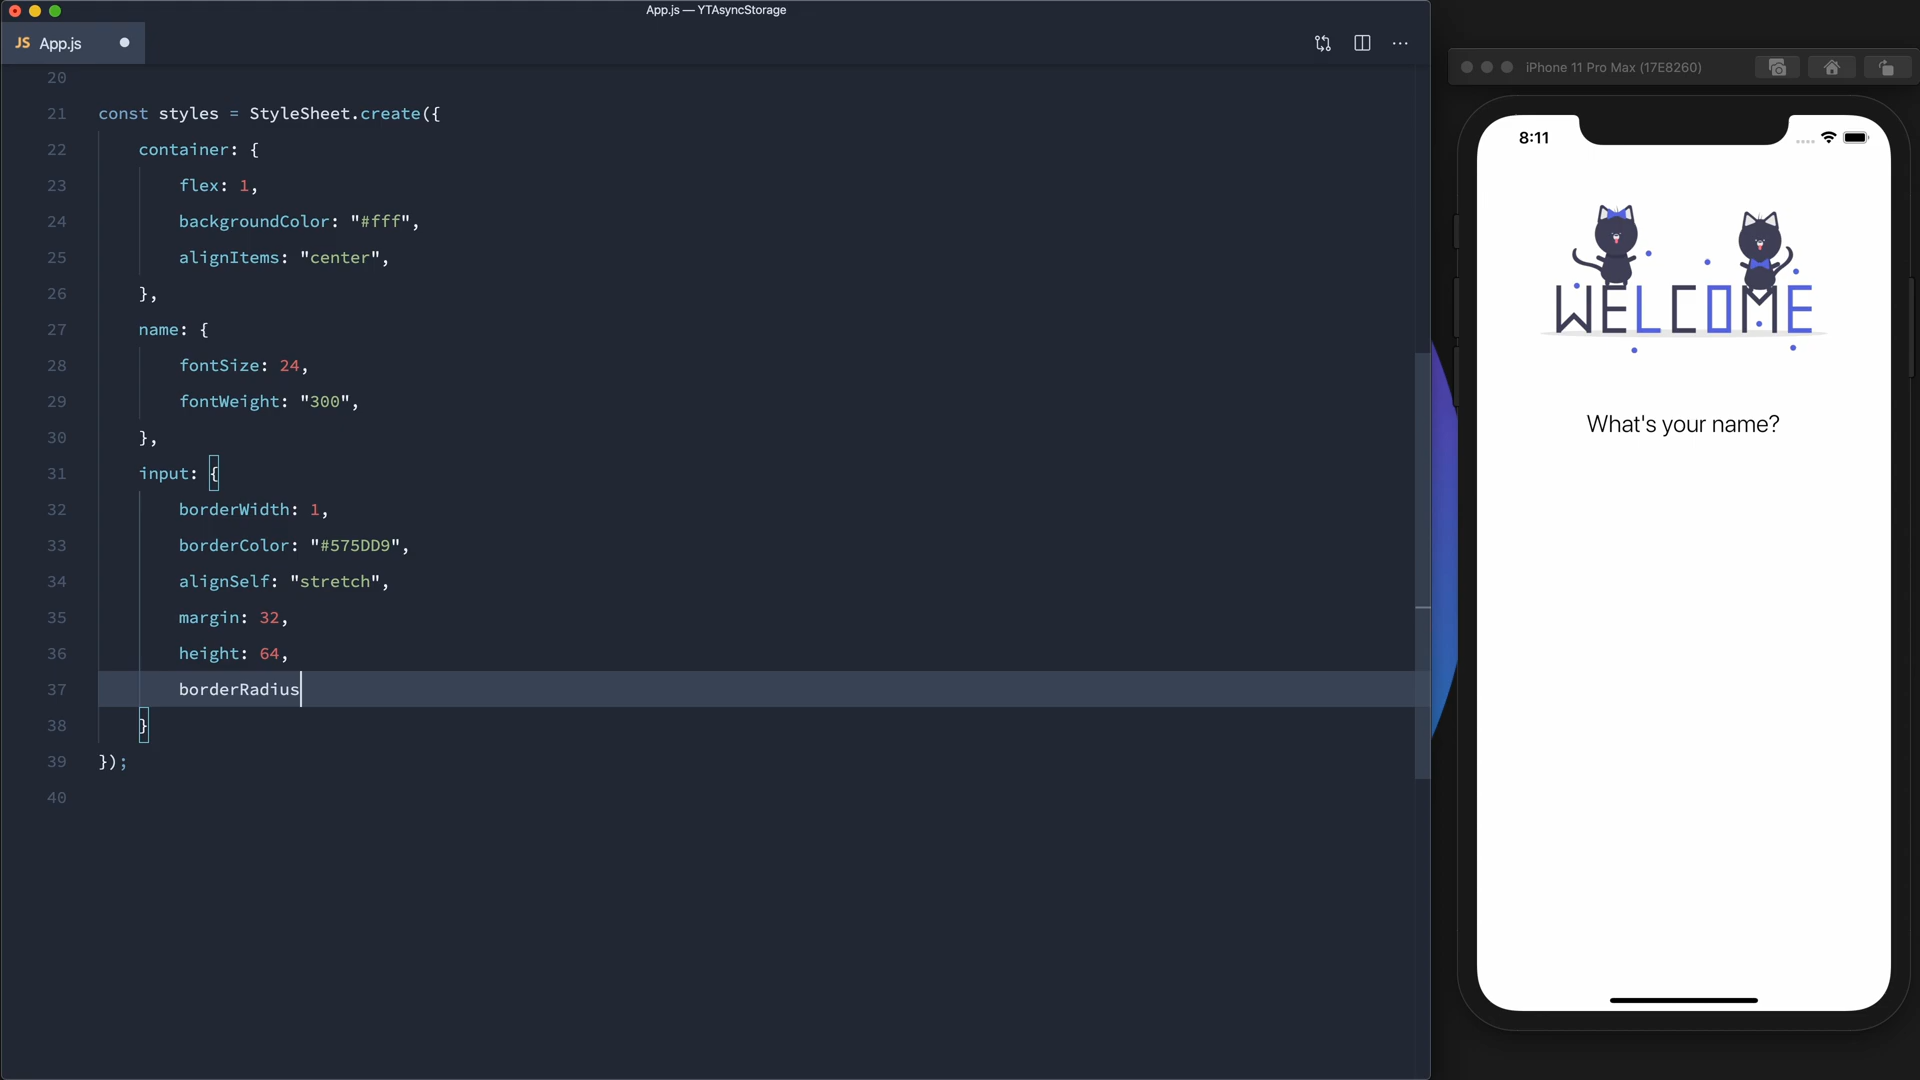 App.js — YTAsyncStorage
JS App.js
20
21 const styles = StyleSheet.create({
22 container: {
23 flex: 1,
24 backgroundColor: "#fff",
25 alignItems: "center",
26 },
27 name: {
28 fontSize: 24,
29 fontWeight: "300",
30 },
31 input: {
32 borderWidth: 1,
33 borderColor: "#575DD9",
34 alignSelf: "stretch",
35 margin: 32,
36 height: 64,
37 borderRadius
38 }
39 });
40
iPhone 11 Pro Max (17E8260)
8:11
WELCOME
What's your name?